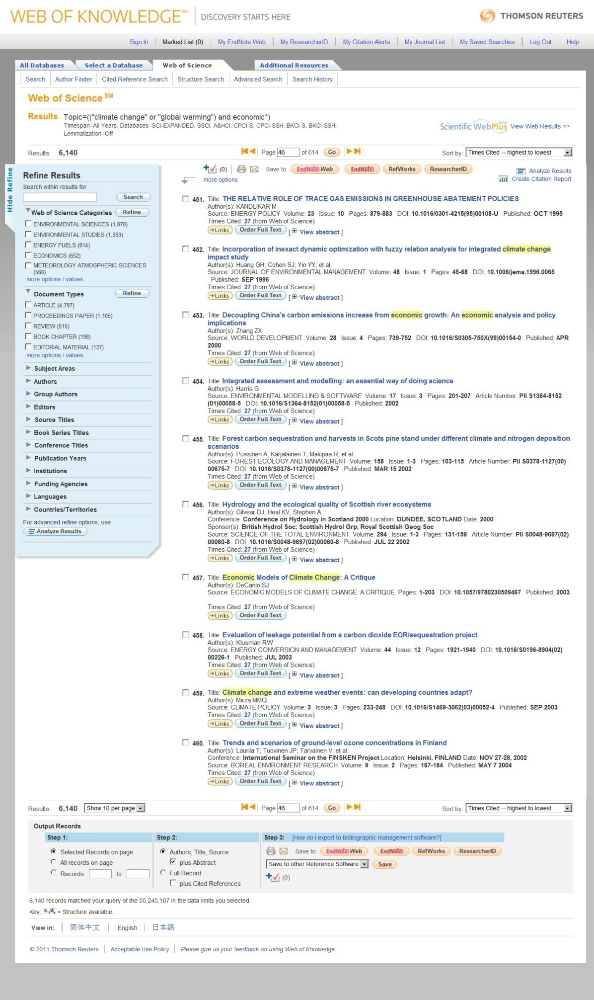 WEB OF KNOWLEDGE℠ DISCOVERY STARTS HERE
THOMSON REUTERS
Sign In Marked List (0) My EndNote Web My ResearcherID My Citation Alerts My Journal List My Saved Searches Log Out Help
All Databases Select a Database Web of Science Additional Resources
Search Author Finder Cited Reference Search Structure Search Advanced Search Search History
Web of Science ℠
Results Topic=(("climate change" or "global warming") and economic*)
Timespan=All Years. Databases=SCI-EXPANDED, SSCI, A&HCI, CPCI-S, CPCI-SSH, BKCI-S, BKCI-SSH.
Lemmatization=Off
Scientific WebPlus BETA View Web Results >>
Results: 6,140 Page 46 of 614 Go Sort by: Times Cited -- highest to lowest
Hide Refine
Refine Results
Search within results for
Search
Web of Science Categories Refine
ENVIRONMENTAL SCIENCES (1,878)
ENVIRONMENTAL STUDIES (1,069)
ENERGY FUELS (814)
ECONOMICS (652)
METEOROLOGY ATMOSPHERIC SCIENCES
(566)
more options / values...
Document Types Refine
ARTICLE (4,797)
PROCEEDINGS PAPER (1,105)
REVIEW (515)
BOOK CHAPTER (198)
EDITORIAL MATERIAL (137)
more options / values...
Subject Areas
Authors
Group Authors
Editors
Source Titles
Book Series Titles
Conference Titles
Publication Years
Institutions
Funding Agencies
Languages
Countries/Territories
For advanced refine options, use
Analyze Results
(0) Save to: EndNote Web EndNote RefWorks ResearcherID
more options
Analyze Results
Create Citation Report
451. Title: THE RELATIVE ROLE OF TRACE GAS EMISSIONS IN GREENHOUSE ABATEMENT POLICIES
Author(s): KANDLIKAR M
Source: ENERGY POLICY Volume: 23 Issue: 10 Pages: 879-883 DOI: 10.1016/0301-4215(95)00108-U Published: OCT 1995
Times Cited: 27 (from Web of Science)
Links Order Full Text [ View abstract ]
452. Title: Incorporation of inexact dynamic optimization with fuzzy relation analysis for integrated climate change
impact study
Author(s): Huang GH; Cohen SJ; Yin YY; et al.
Source: JOURNAL OF ENVIRONMENTAL MANAGEMENT Volume: 48 Issue: 1 Pages: 45-68 DOI: 10.1006/jema.1996.0065
Published: SEP 1996
Times Cited: 27 (from Web of Science)
Links Order Full Text [ View abstract ]
453. Title: Decoupling China's carbon emissions increase from economic growth: An economic analysis and policy
implications
Author(s): Zhang ZX
Source: WORLD DEVELOPMENT Volume: 28 Issue: 4 Pages: 739-752 DOI: 10.1016/S0305-750X(99)00154-0 Published: APR
2000
Times Cited: 27 (from Web of Science)
Links Order Full Text [ View abstract ]
454. Title: Integrated assessment and modelling: an essential way of doing science
Author(s): Harris G
Source: ENVIRONMENTAL MODELLING & SOFTWARE Volume: 17 Issue: 3 Pages: 201-207 Article Number: PII S1364-8152
(01)00058-5 DOI: 10.1016/S1364-8152(01)00058-5 Published: 2002
Times Cited: 27 (from Web of Science)
Links Order Full Text [ View abstract ]
455. Title: Forest carbon sequestration and harvests in Scots pine stand under different climate and nitrogen deposition
scenarios
Author(s): Pussinen A; Karjalainen T; Makipaa R; et al.
Source: FOREST ECOLOGY AND MANAGEMENT Volume: 158 Issue: 1-3 Pages: 103-115 Article Number: PII S0378-1127(00)
00675-7 DOI: 10.1016/S0378-1127(00)00675-7 Published: MAR 15 2002
Times Cited: 27 (from Web of Science)
Links Order Full Text [ View abstract ]
456. Title: Hydrology and the ecological quality of Scottish river ecosystems
Author(s): Gilvear DJ; Heal KV; Stephen A
Conference: Conference on Hydrology in Scotland 2000 Location: DUNDEE, SCOTLAND Date: 2000
Sponsor(s): British Hydrol Soc; Scottish Hydrol Grp; Royal Scottish Geog Soc
Source: SCIENCE OF THE TOTAL ENVIRONMENT Volume: 294 Issue: 1-3 Pages: 131-159 Article Number: PII S0048-9697(02)
00060-8 DOI: 10.1016/S0048-9697(02)00060-8 Published: JUL 22 2002
Times Cited: 27 (from Web of Science)
Links Order Full Text [ View abstract ]
457. Title: Economic Models of Climate Change: A Critique
Author(s): DeCanio SJ
Source: ECONOMIC MODELS OF CLIMATE CHANGE: A CRITIQUE Pages: 1-203 DOI: 10.1057/9780230509467 Published: 2003
Times Cited: 27 (from Web of Science)
Links Order Full Text
458. Title: Evaluation of leakage potential from a carbon dioxide EOR/sequestration project
Author(s): Klusman RW
Source: ENERGY CONVERSION AND MANAGEMENT Volume: 44 Issue: 12 Pages: 1921-1940 DOI: 10.1016/S0196-8904(02)
00226-1 Published: JUL 2003
Times Cited: 27 (from Web of Science)
Links Order Full Text [ View abstract ]
459. Title: Climate change and extreme weather events: can developing countries adapt?
Author(s): Mirza MMQ
Source: CLIMATE POLICY Volume: 3 Issue: 3 Pages: 233-248 DOI: 10.1016/S1469-3062(03)00052-4 Published: SEP 2003
Times Cited: 27 (from Web of Science)
Links Order Full Text [ View abstract ]
460. Title: Trends and scenarios of ground-level ozone concentrations in Finland
Author(s): Laurila T; Tuovinen JP; Tarvainen V; et al.
Conference: International Seminar on the FINSKEN Project Location: Helsinki, FINLAND Date: NOV 27-28, 2002
Source: BOREAL ENVIRONMENT RESEARCH Volume: 9 Issue: 2 Pages: 167-184 Published: MAY 7 2004
Times Cited: 27 (from Web of Science)
Links Order Full Text [ View abstract ]
Results: 6,140 Show 10 per page Page 46 of 614 Go Sort by: Times Cited -- highest to lowest
Output Records
Step 1:
Selected Records on page
All records on page
Records to
Step 2:
Authors, Title, Source
plus Abstract
Full Record
plus Cited References
Step 3: [How do I export to bibliographic management software?]
Save to: EndNote Web EndNote RefWorks ResearcherID
Save to other Reference Software Save
(0)
6,140 records matched your query of the 55,245,107 in the data limits you selected.
Key: = Structure available.
View in: 简体中文 English 日本語
© 2011 Thomson Reuters Acceptable Use Policy Please give us your feedback on using Web of Knowledge.